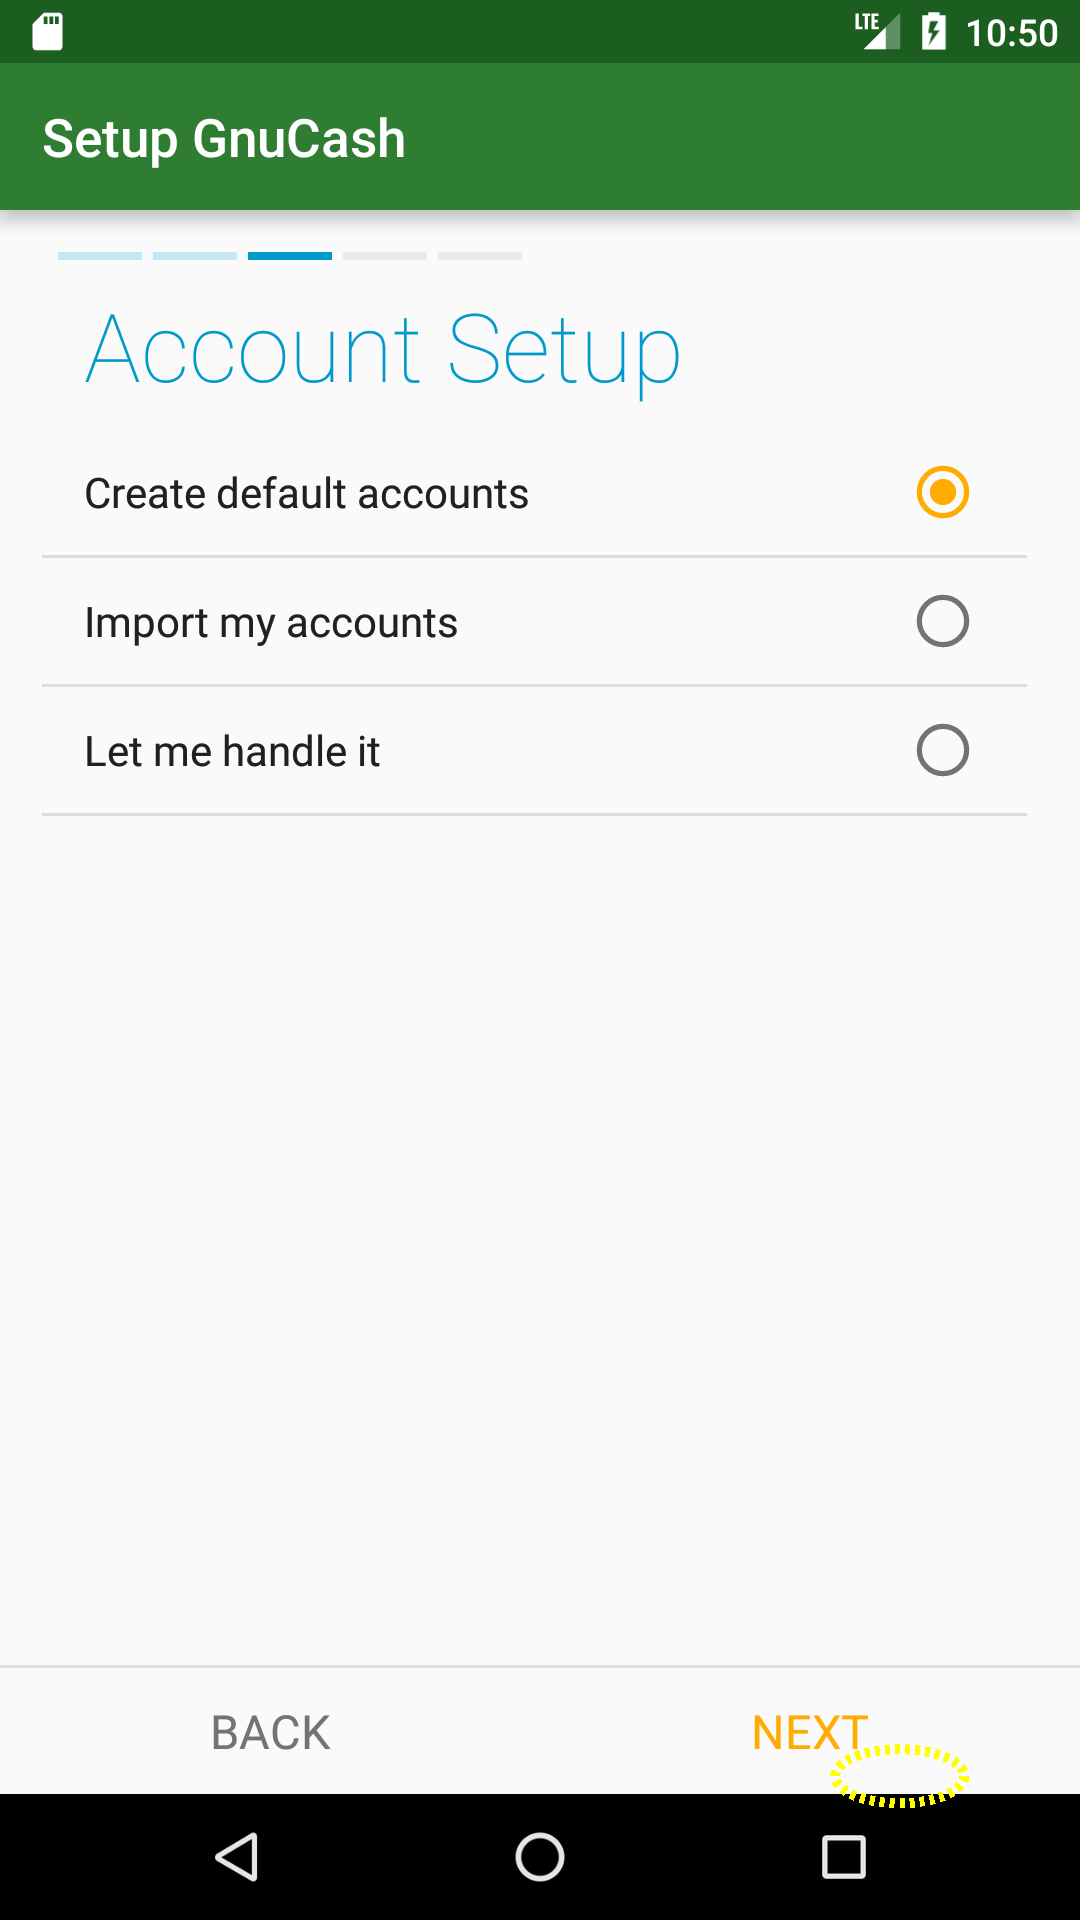 LTE 10:50
Setup GnuCash
Account Setup
Create default accounts
Import my accounts
Let me handle it
BACK NEXT